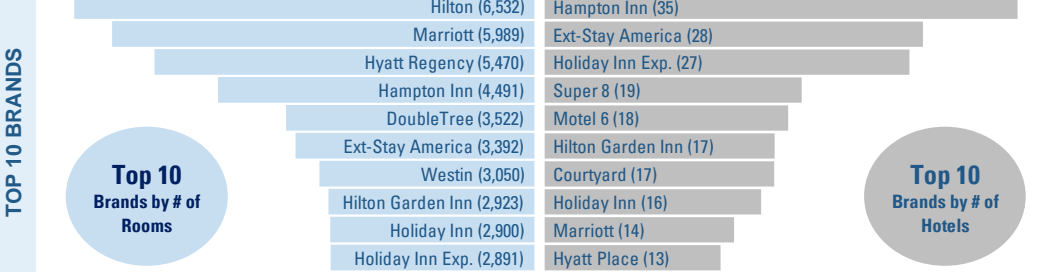 TOP 10 BRANDS
Hilton (6,532)
Marriott (5,989)
Hyatt Regency (5,470)
Hampton Inn (4,491)
DoubleTree (3,522)
Ext-Stay America (3,392)
Westin (3,050)
Hilton Garden Inn (2,923)
Holiday Inn (2,900)
Holiday Inn Exp. (2,891)
Top 10
Brands by # of
Rooms
Hampton Inn (35)
Ext-Stay America (28)
Holiday Inn Exp. (27)
Super 8 (19)
Motel 6 (18)
Hilton Garden Inn (17)
Courtyard (17)
Holiday Inn (16)
Marriott (14)
Hyatt Place (13)
Top 10
Brands by # of
Hotels